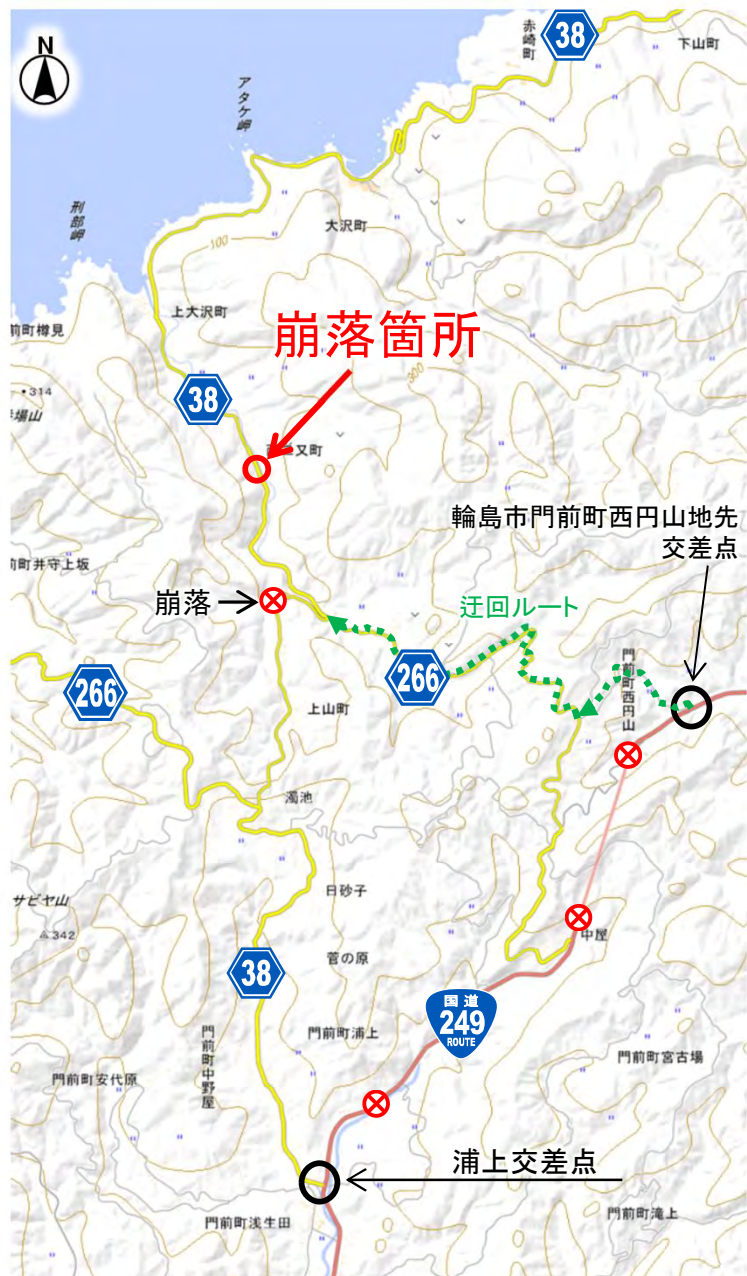 N
赤崎町
38
下山町
アタケ岬
刑部岬
大沢町
100
上大沢町
前町樽見
崩落箇所
300
・314
場山
38
又町
輪島市門前町西円山地先
交差点
前町井守上坂
崩落
迂回ルート
266
266
門前町西円山
上山町
濁池
日砂子
サビヤ山
342
中屋
菅の原
38
国道
249
ROUTE
門前町中野屋
門前町浦上
門前町宮古場
門前町安代原
浦上交差点
門前町浅生田
門前町滝上